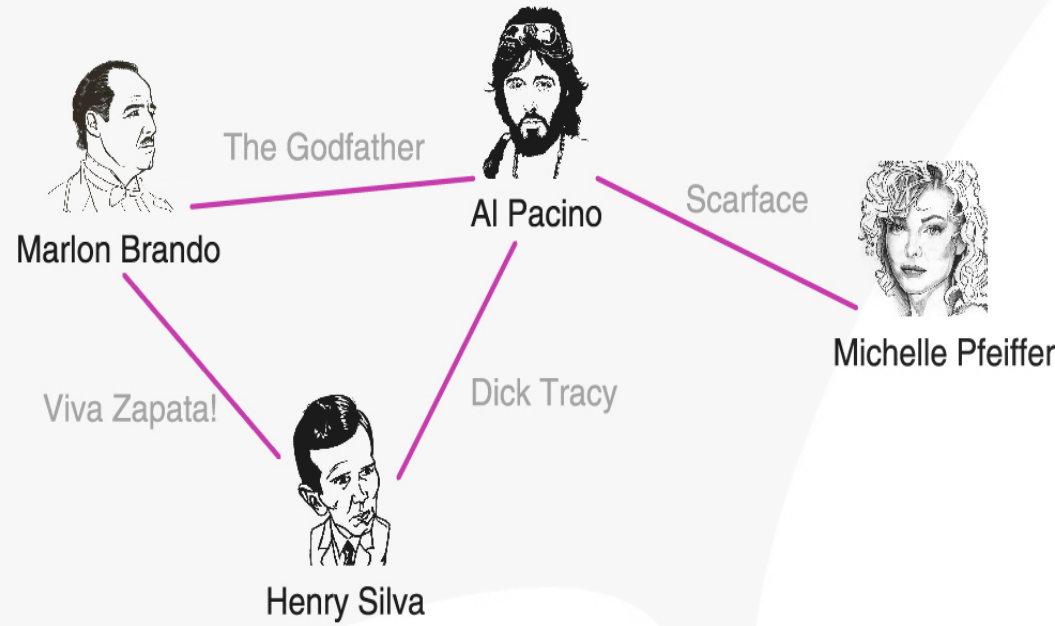 The Godfather
Scarface
Al Pacino
Marlon Brando
Michelle Pfeiffer
Viva Zapata!
Dick Tracy
Henry Silva